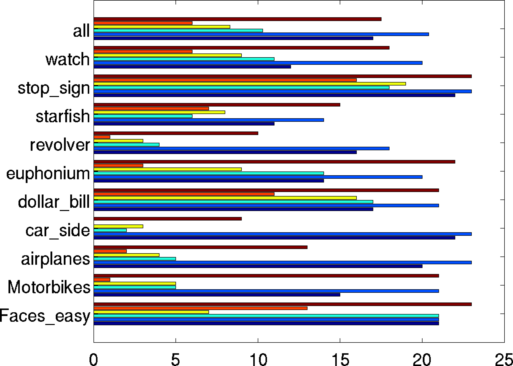 all
watch
stop_sign
starfish
revolver
euphonium
dollar_bill
car_side
airplanes
Motorbikes
Faces_easy
0 5 10 15 20 25